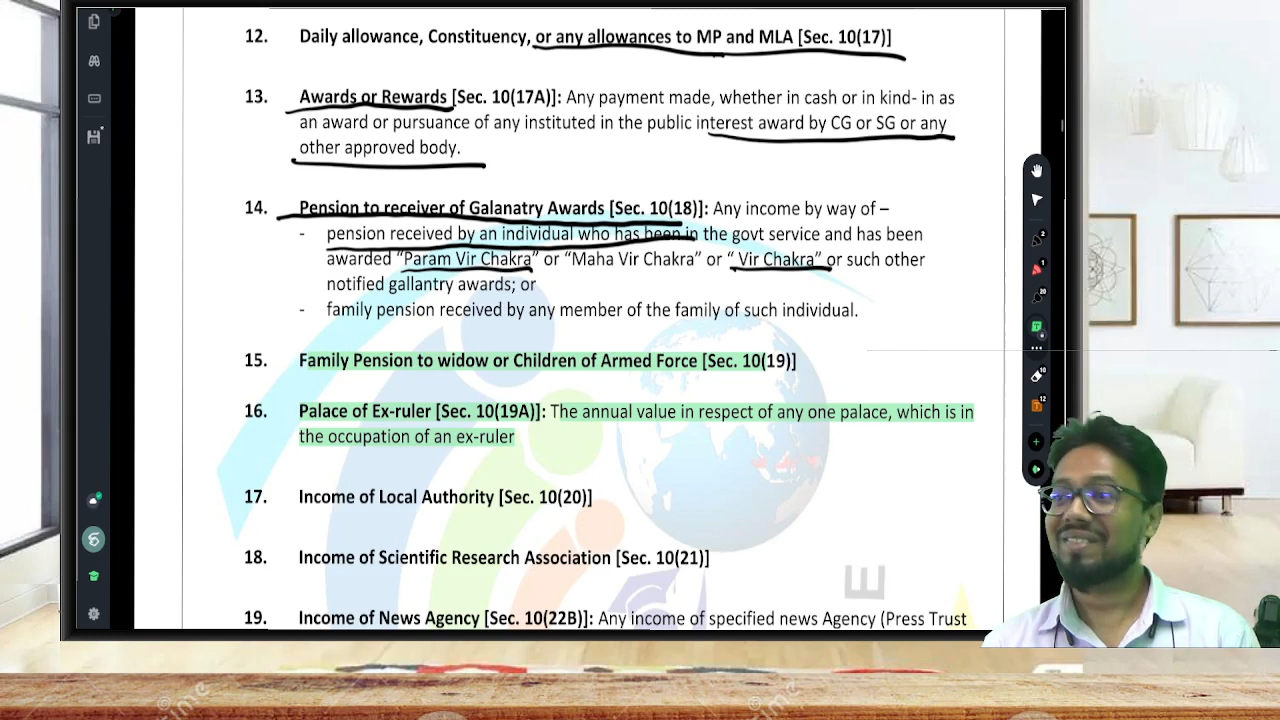 12. Daily allowance, Constituency, or any allowances to MP and MLA [Sec. 10(17)]
13. Awards or Rewards [Sec. 10(17A)]: Any payment made, whether in cash or in kind- in as
an award or pursuance of any instituted in the public interest award by CG or SG or any
other approved body.
14. Pension to receiver of Galanatry Awards [Sec. 10(18)]: Any income by way of –
- pension received by an individual who has been in the govt service and has been
awarded “Param Vir Chakra” or “Maha Vir Chakra” or “ Vir Chakra” or such other
notified gallantry awards; or
- family pension received by any member of the family of such individual.
15. Family Pension to widow or Children of Armed Force [Sec. 10(19)]
16. Palace of Ex-ruler [Sec. 10(19A)]: The annual value in respect of any one palace, which is in
the occupation of an ex-ruler
17. Income of Local Authority [Sec. 10(20)]
18. Income of Scientific Research Association [Sec. 10(21)]
E
19. Income of News Agency [Sec. 10(22B)]: Any income of specified news Agency (Press Trust